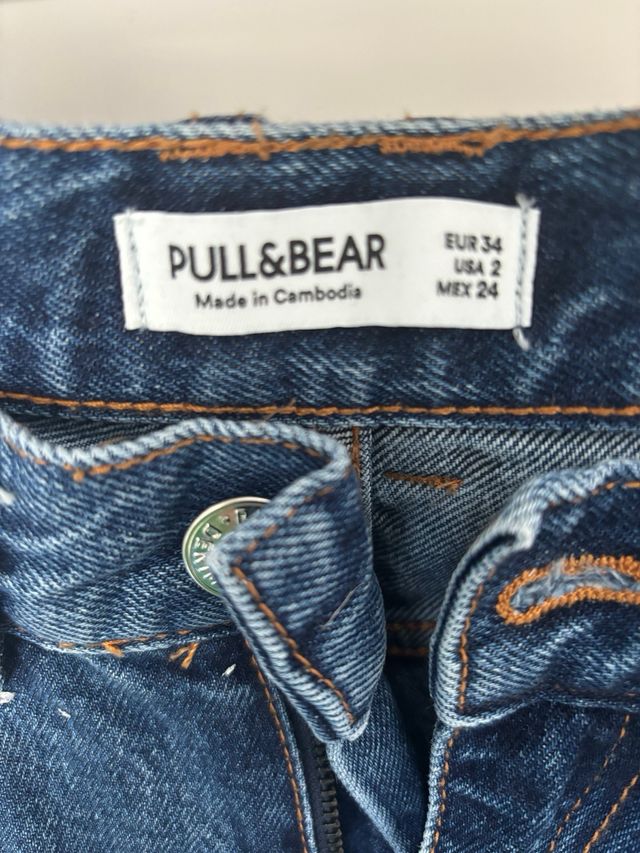 PULL&BEAR
Made in Cambodia
EUR 34
USA 2
MEX 24